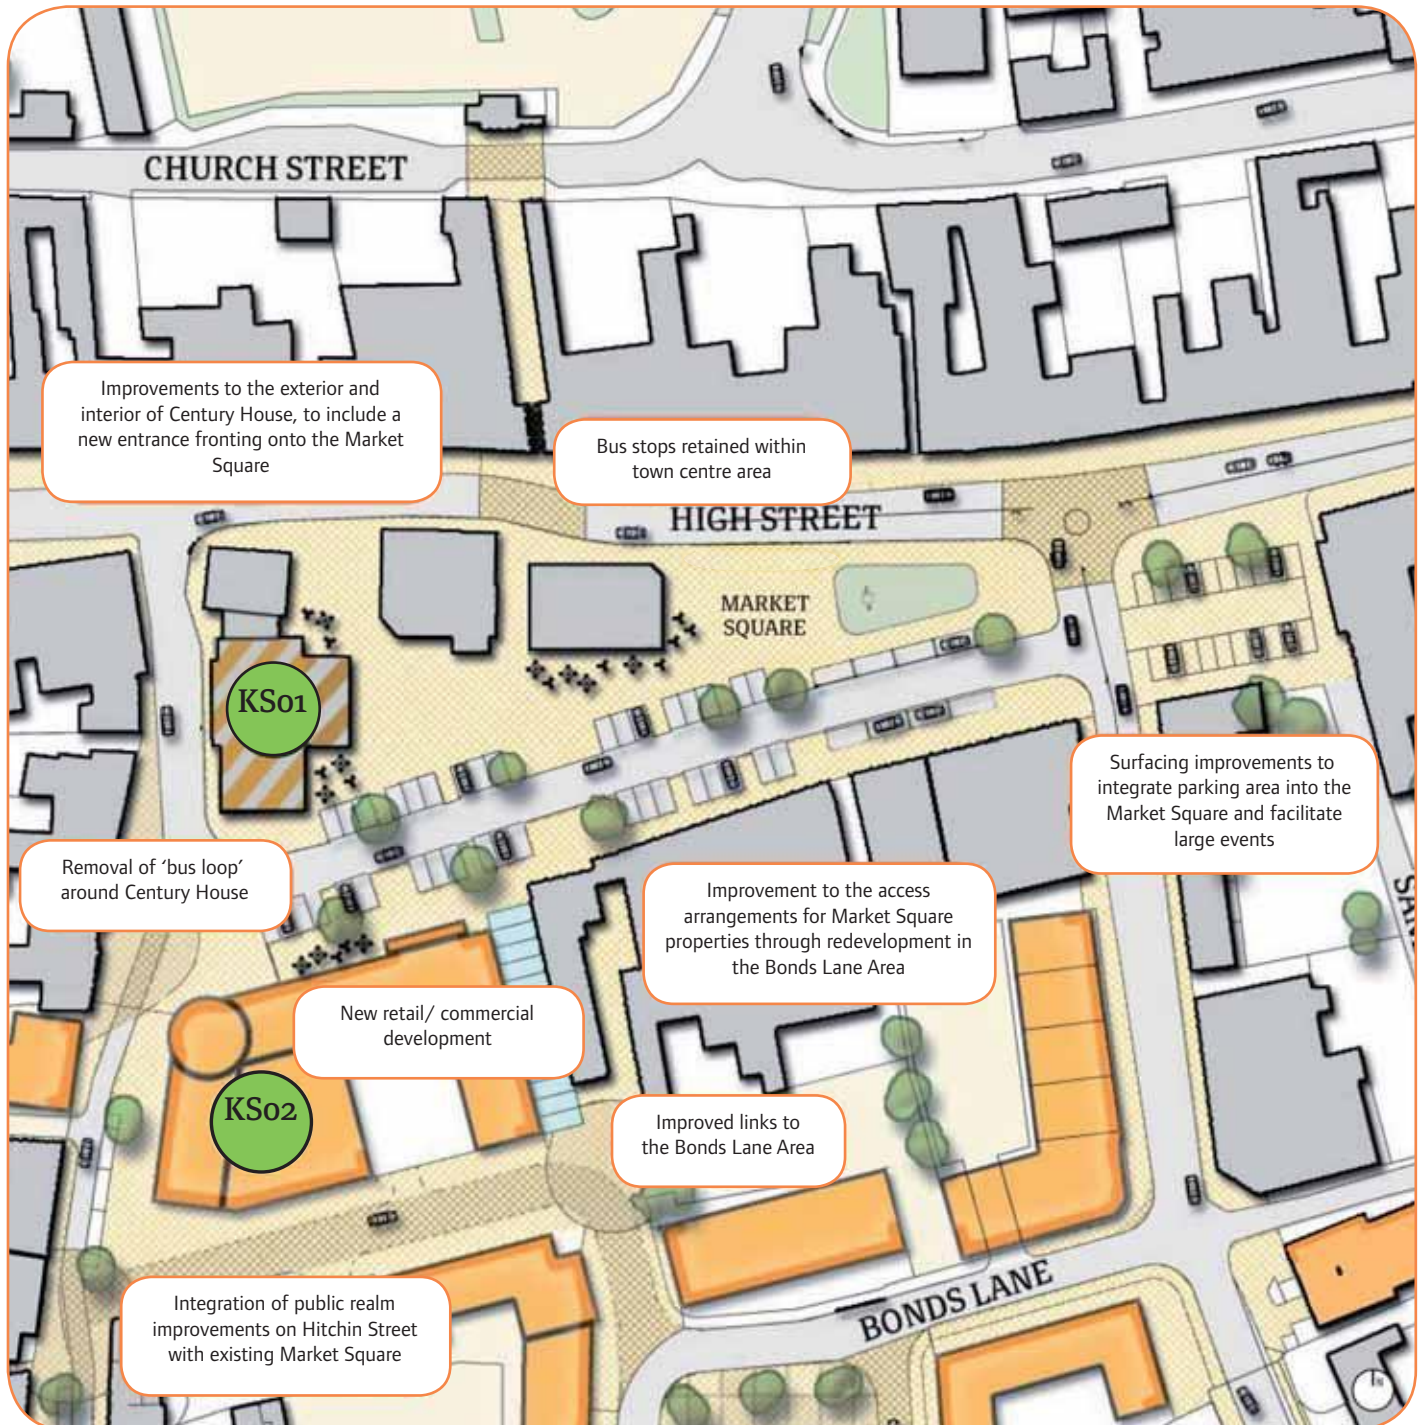 CHURCH STREET
Improvements to the exterior and
interior of Century House, to include a
new entrance fronting onto the Market
Square
Bus stops retained within
town centre area
HIGH STREET
MARKET
SQUARE
KS01
Surfacing improvements to
integrate parking area into the
Market Square and facilitate
large events
Removal of ‘bus loop’
around Century House
Improvement to the access
arrangements for Market Square
properties through redevelopment in
the Bonds Lane Area
New retail/ commercial
development
KS02
Improved links to
the Bonds Lane Area
BONDS LANE
Integration of public realm
improvements on Hitchin Street
with existing Market Square